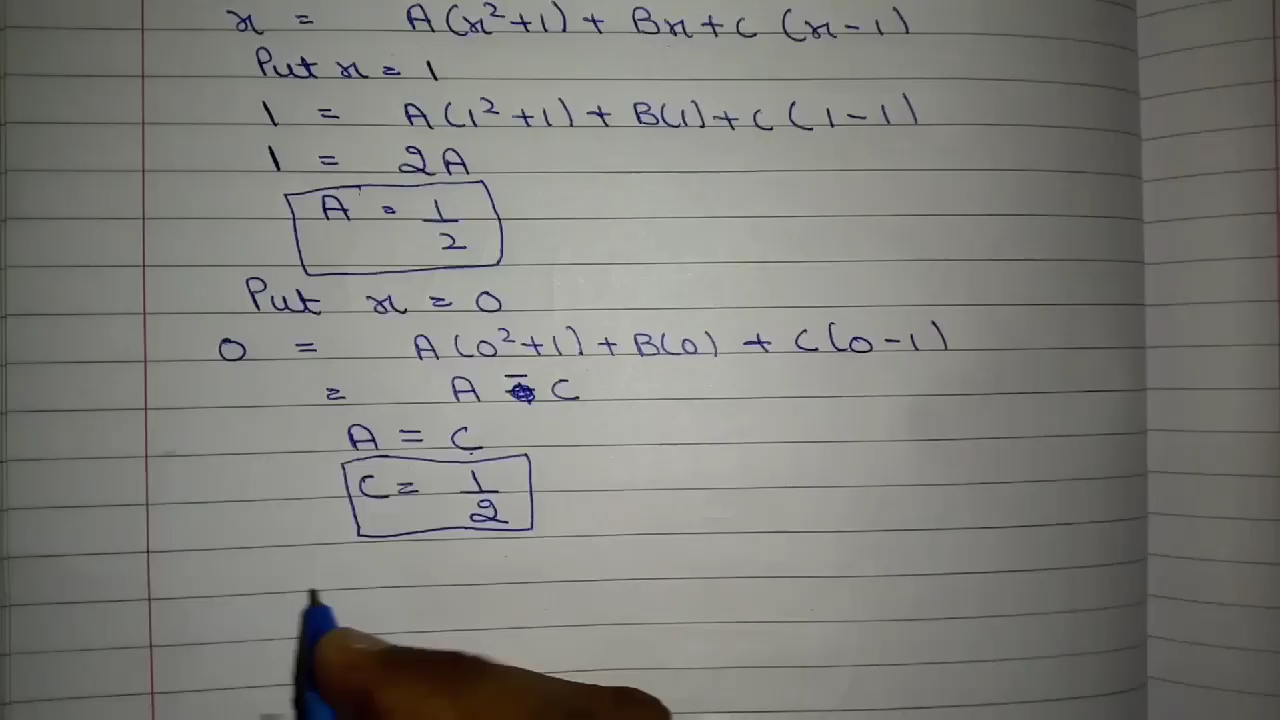 x = A(x²+1) + Bx+C (x-1)
Put x = 1
1 = A(1²+1) + B(1)+C(1-1)
1 = 2A
A = 1/2
Put x = 0
0 = A(0²+1) + B(0) + C(0-1)
= A - C
A = C
C = 1/2